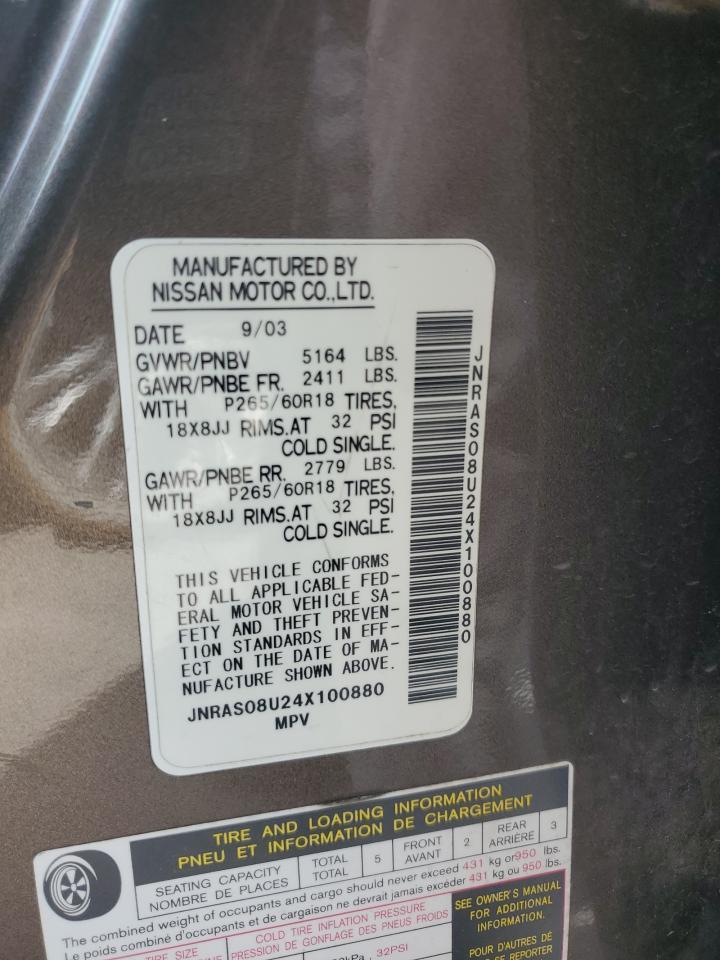 MANUFACTURED BY
NISSAN MOTOR CO.,LTD.
DATE 9/03
GVWR/PNBV 5164 LBS.
GAWR/PNBE FR. 2411 LBS.
WITH P265/60R18 TIRES,
18X8JJ RIMS.AT 32 PSI
COLD SINGLE.
GAWR/PNBE RR. 2779 LBS.
WITH P265/60R18 TIRES,
18X8JJ RIMS.AT 32 PSI
COLD SINGLE.
THIS VEHICLE CONFORMS
TO ALL APPLICABLE FED-
ERAL MOTOR VEHICLE SA-
FETY AND THEFT PREVEN-
TION STANDARDS IN EFF-
ECT ON THE DATE OF MA-
NUFACTURE SHOWN ABOVE.
JNRAS08U24X100880
MPV
JNRAS08U24X100880
TIRE AND LOADING INFORMATION
PNEU ET INFORMATION DE CHARGEMENT
SEATING CAPACITY
NOMBRE DE PLACES
TOTAL
TOTAL
5
FRONT
AVANT
2
REAR
ARRIÈRE
3
The combined weight of occupants and cargo should never exceed 431 kg or 950 lbs.
Le poids combiné d'occupants et de cargaison ne devrait jamais excéder 431 kg ou 950 lbs.
TIRE SIZE
COLD TIRE INFLATION PRESSURE
PRESSION DE GONFLAGE DES PNEUS FROIDS
32PSI
SEE OWNER'S MANUAL
FOR ADDITIONAL
INFORMATION.
POUR D'AUTRES DÉ
SE REPORTER